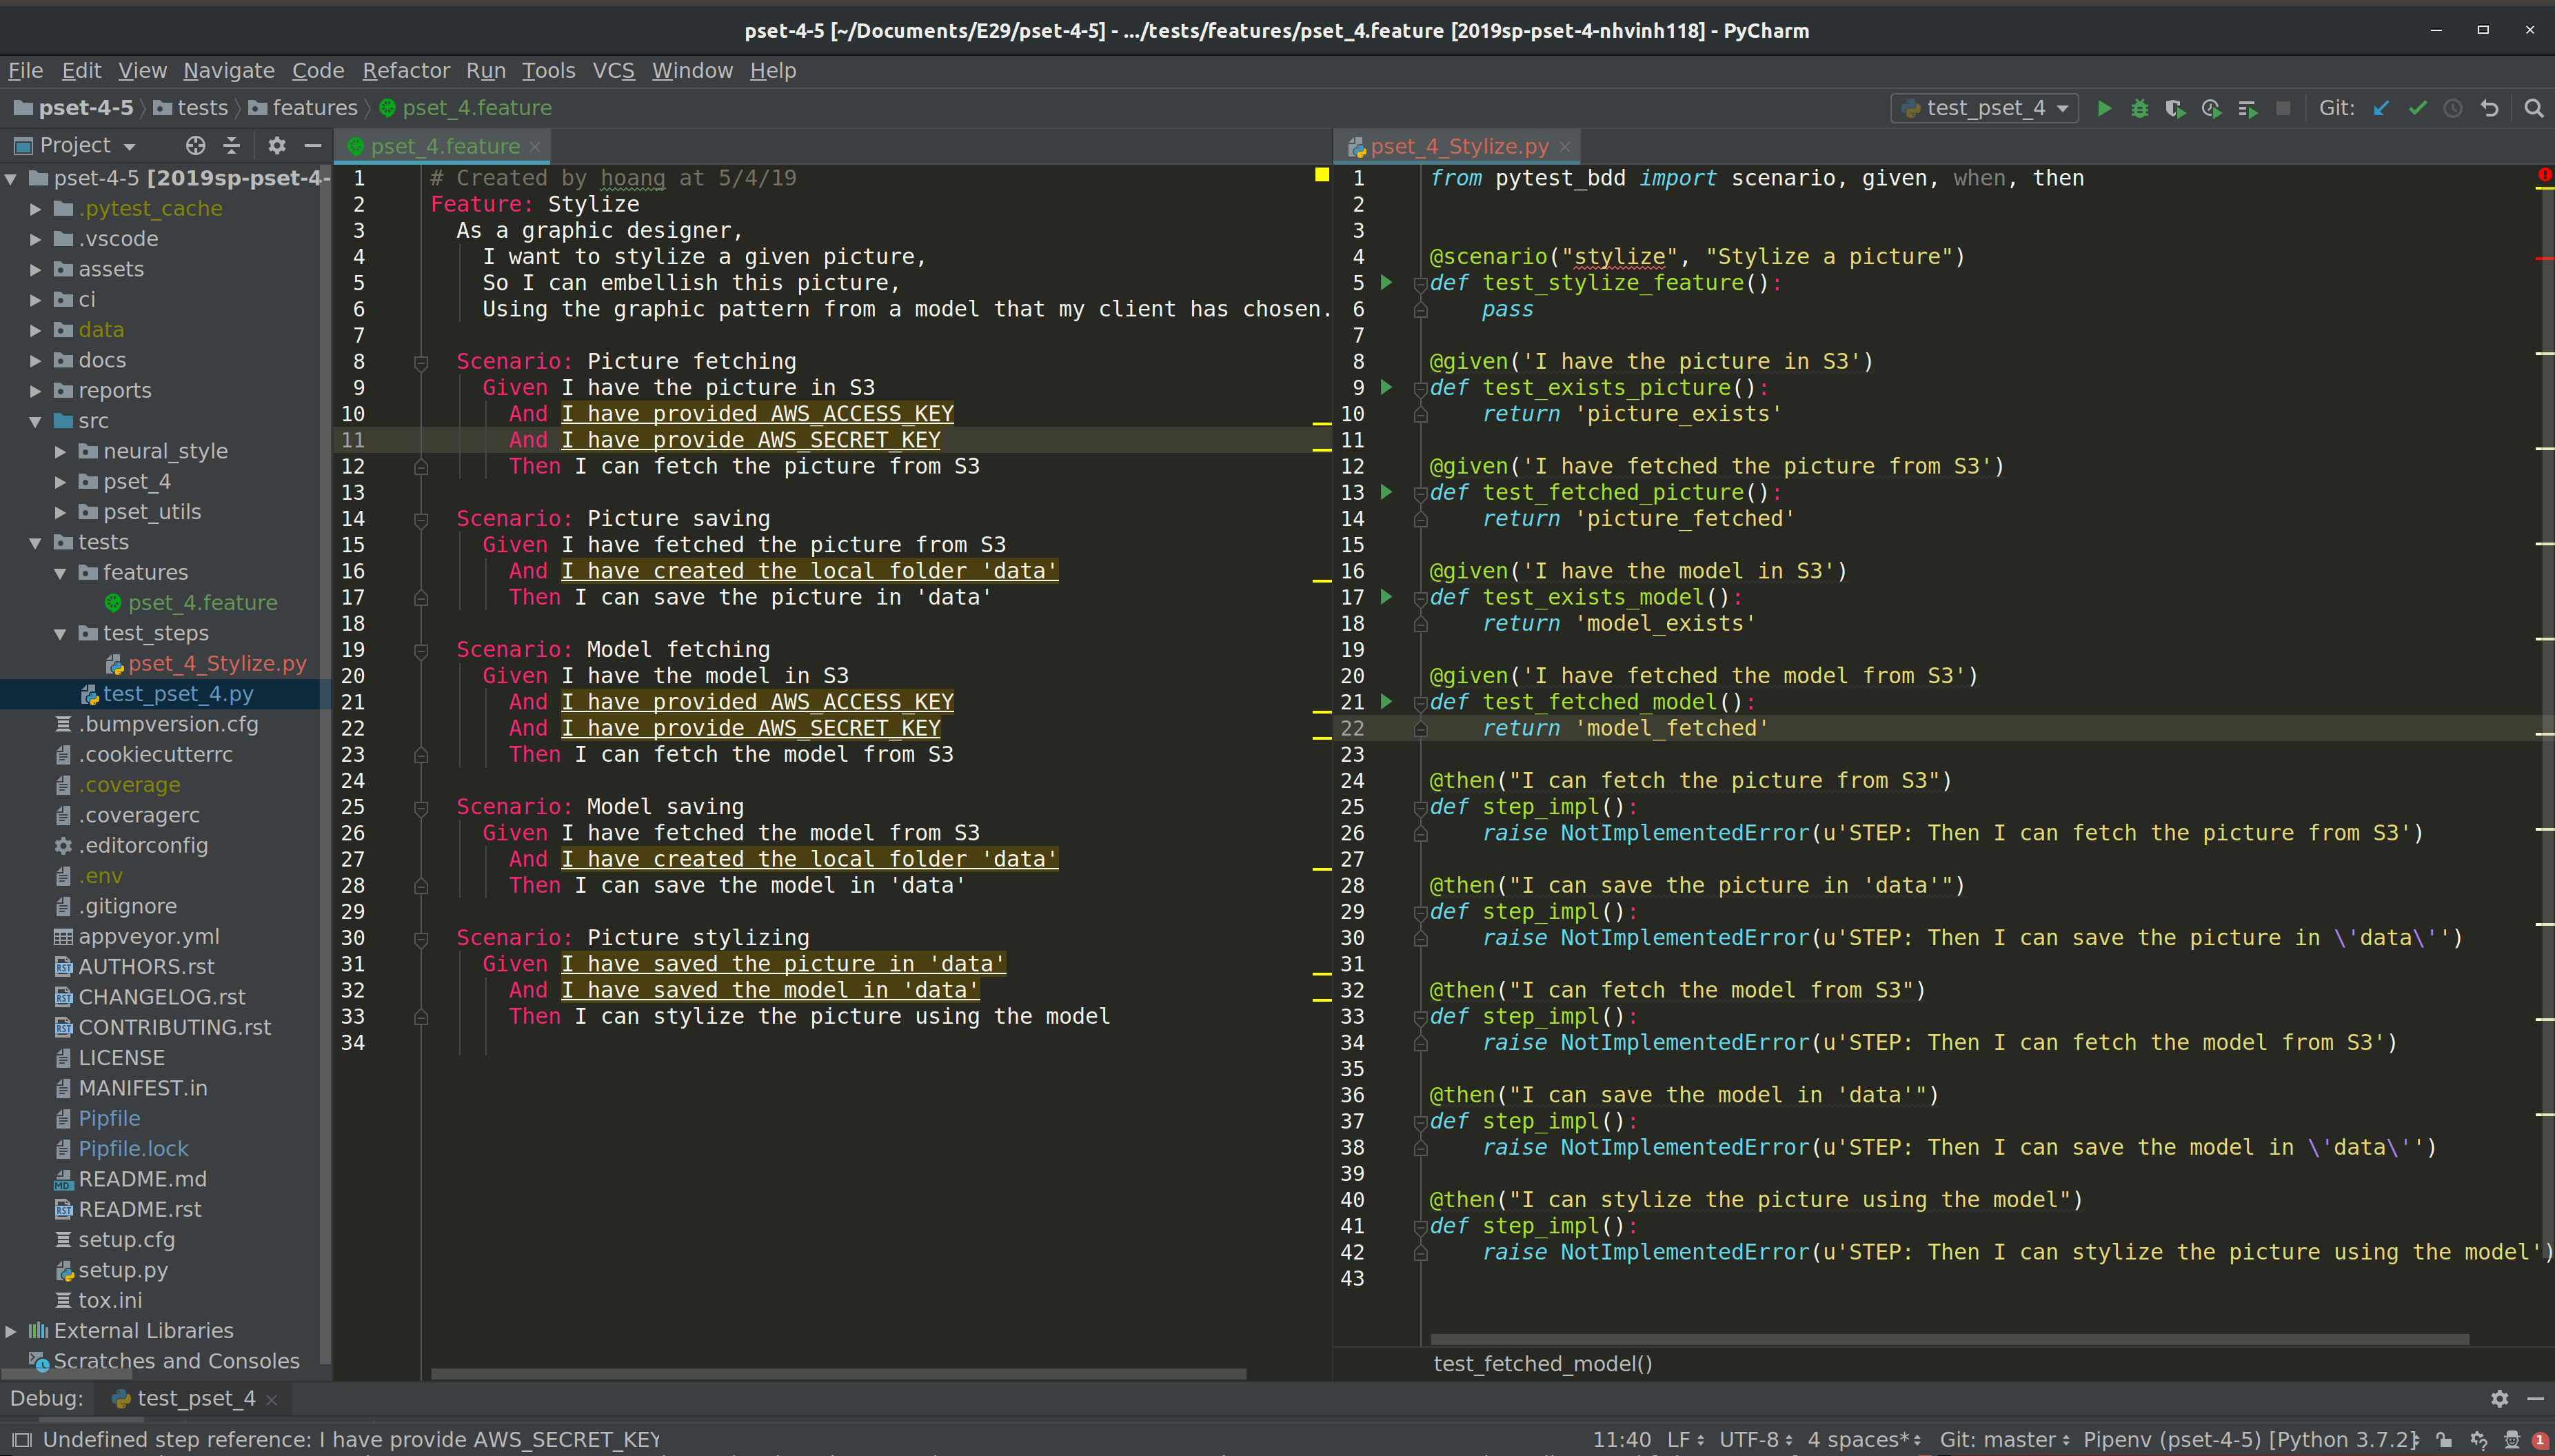 pset-4-5 [~/Documents/E29/pset-4-5] - .../tests/features/pset_4.feature [2019sp-pset-4-nhvinh118] - PyCharm
File Edit View Navigate Code Refactor Run Tools VCS Window Help
pset-4-5 tests features pset_4.feature test_pset_4 Git:
Project
pset_4.feature
pset_4_Stylize.py
pset-4-5 [2019sp-pset-4-
.pytest_cache
.vscode
assets
ci
data
docs
reports
src
neural_style
pset_4
pset_utils
tests
features
pset_4.feature
test_steps
pset_4_Stylize.py
test_pset_4.py
.bumpversion.cfg
.cookiecutterrc
.coverage
.coveragerc
.editorconfig
.env
.gitignore
appveyor.yml
AUTHORS.rst
CHANGELOG.rst
CONTRIBUTING.rst
LICENSE
MANIFEST.in
Pipfile
Pipfile.lock
README.md
README.rst
setup.cfg
setup.py
tox.ini
External Libraries
Scratches and Consoles
1 # Created by hoang at 5/4/19
2 Feature: Stylize
3 As a graphic designer,
4 I want to stylize a given picture,
5 So I can embellish this picture,
6 Using the graphic pattern from a model that my client has chosen.
7
8 Scenario: Picture fetching
9 Given I have the picture in S3
10 And I have provided AWS_ACCESS_KEY
11 And I have provide AWS_SECRET_KEY
12 Then I can fetch the picture from S3
13
14 Scenario: Picture saving
15 Given I have fetched the picture from S3
16 And I have created the local folder 'data'
17 Then I can save the picture in 'data'
18
19 Scenario: Model fetching
20 Given I have the model in S3
21 And I have provided AWS_ACCESS_KEY
22 And I have provide AWS_SECRET_KEY
23 Then I can fetch the model from S3
24
25 Scenario: Model saving
26 Given I have fetched the model from S3
27 And I have created the local folder 'data'
28 Then I can save the model in 'data'
29
30 Scenario: Picture stylizing
31 Given I have saved the picture in 'data'
32 And I have saved the model in 'data'
33 Then I can stylize the picture using the model
34
1 from pytest_bdd import scenario, given, when, then
2
3
4 @scenario("stylize", "Stylize a picture")
5 def test_stylize_feature():
6 pass
7
8 @given('I have the picture in S3')
9 def test_exists_picture():
10 return 'picture_exists'
11
12 @given('I have fetched the picture from S3')
13 def test_fetched_picture():
14 return 'picture_fetched'
15
16 @given('I have the model in S3')
17 def test_exists_model():
18 return 'model_exists'
19
20 @given('I have fetched the model from S3')
21 def test_fetched_model():
22 return 'model_fetched'
23
24 @then("I can fetch the picture from S3")
25 def step_impl():
26 raise NotImplementedError(u'STEP: Then I can fetch the picture from S3')
27
28 @then("I can save the picture in 'data'")
29 def step_impl():
30 raise NotImplementedError(u'STEP: Then I can save the picture in \'data\'')
31
32 @then("I can fetch the model from S3")
33 def step_impl():
34 raise NotImplementedError(u'STEP: Then I can fetch the model from S3')
35
36 @then("I can save the model in 'data'")
37 def step_impl():
38 raise NotImplementedError(u'STEP: Then I can save the model in \'data\'')
39
40 @then("I can stylize the picture using the model")
41 def step_impl():
42 raise NotImplementedError(u'STEP: Then I can stylize the picture using the model')
43
test_fetched_model()
Debug: test_pset_4
Undefined step reference: I have provide AWS_SECRET_KEY 11:40 LF UTF-8 4 spaces* Git: master Pipenv (pset-4-5) [Python 3.7.2] 1